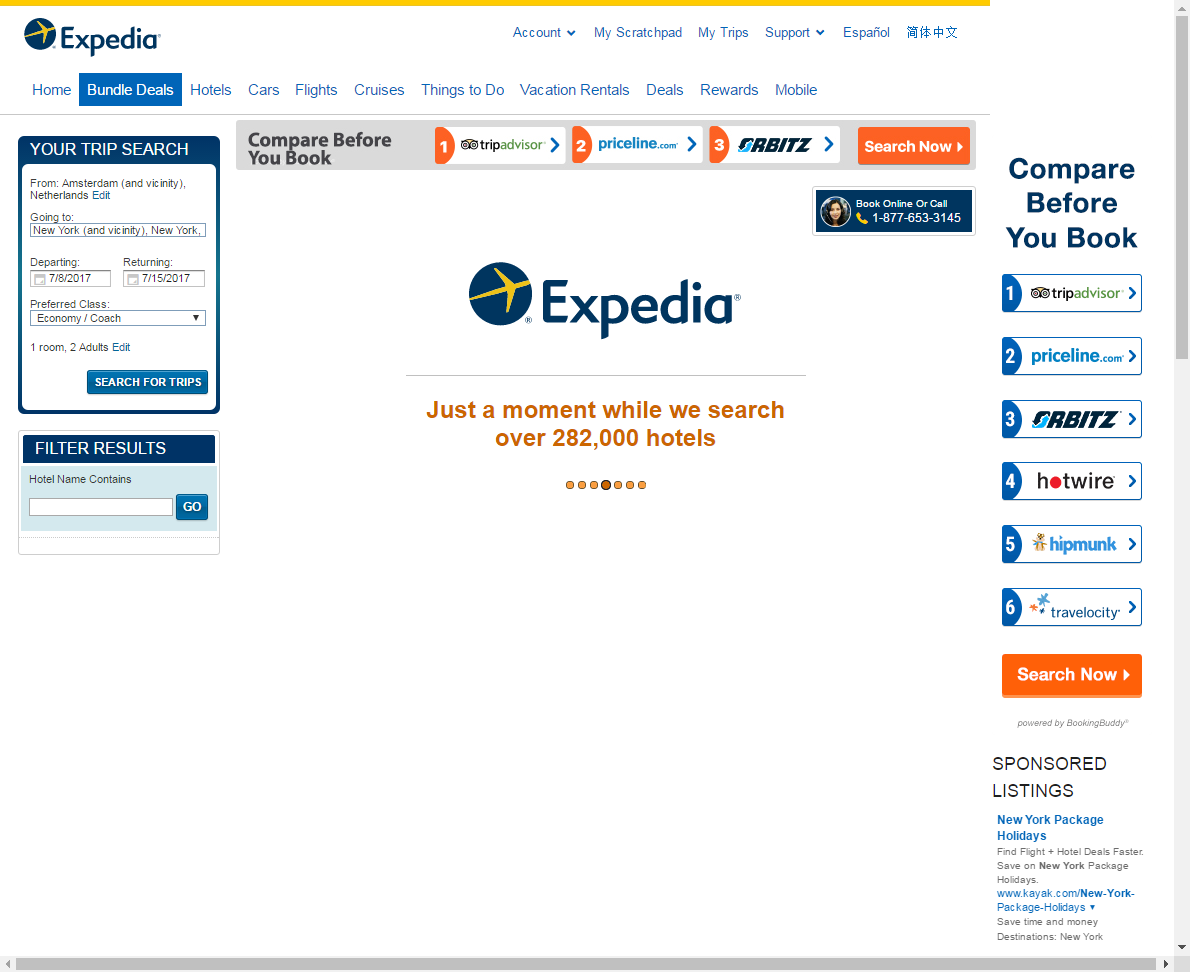 Expedia
Account
My Scratchpad
My Trips
Support
Español
简体中文
Home
Bundle Deals
Hotels
Cars
Flights
Cruises
Things to Do
Vacation Rentals
Deals
Rewards
Mobile
YOUR TRIP SEARCH
From: Amsterdam (and vicinity),
Netherlands Edit
Going to:
New York (and vicinity), New York,
Departing:
Returning:
7/8/2017
7/15/2017
Preferred Class:
Economy / Coach
1 room, 2 Adults Edit
SEARCH FOR TRIPS
FILTER RESULTS
Hotel Name Contains
GO
Compare Before
You Book
1 tripadvisor
2 priceline.com
3 ORBITZ
Search Now
Book Online Or Call
1-877-653-3145
Expedia®
Just a moment while we search
over 282,000 hotels
Compare
Before
You Book
1 tripadvisor
2 priceline.com
3 ORBITZ
4 hotwire
5 hipmunk
6 travelocity
Search Now
powered by BookingBuddy®
SPONSORED
LISTINGS
New York Package
Holidays
Find Flight + Hotel Deals Faster.
Save on New York Package
Holidays.
www.kayak.com/New-York-
Package-Holidays
Save time and money
Destinations: New York